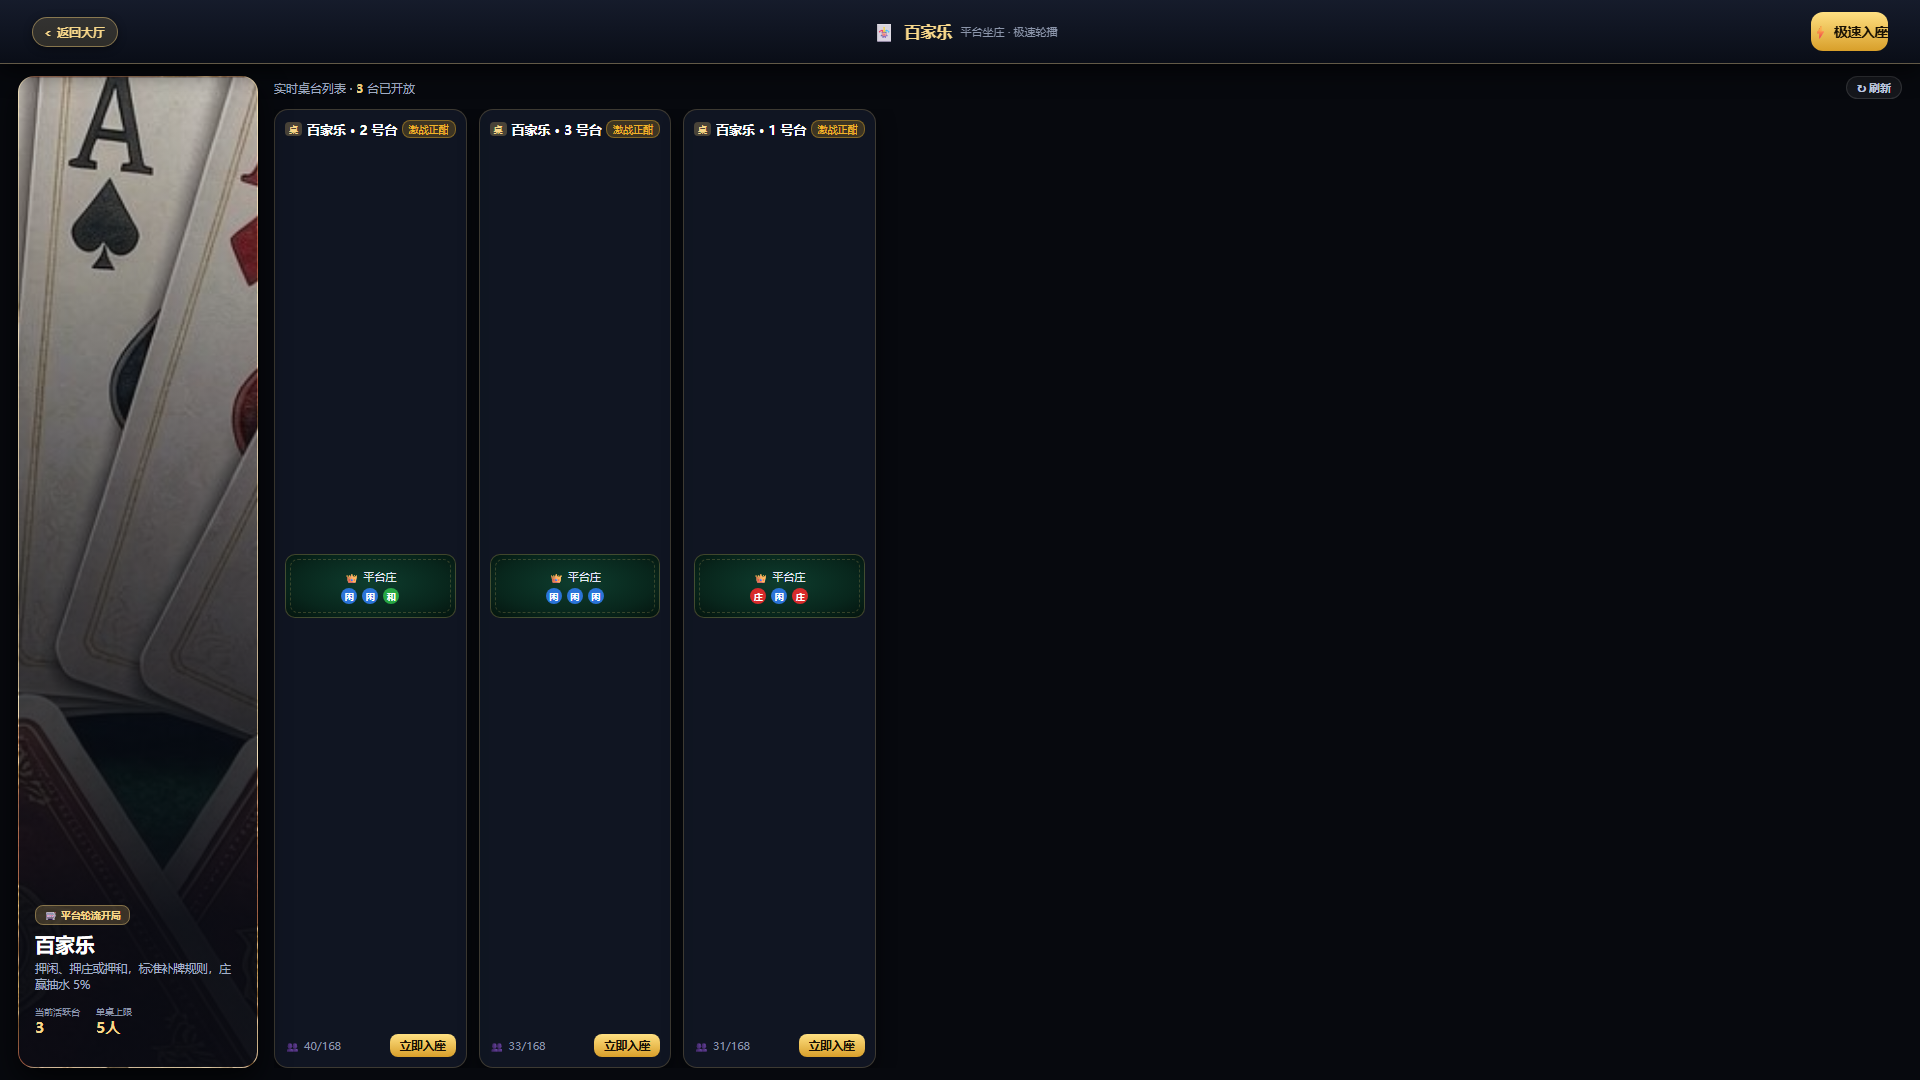 ‹ 返回大厅
百家乐 平台坐庄 · 极速轮播
极速入座
实时桌台列表 · 3 台已开放
↻ 刷新
A
桌 百家乐 • 2 号台 激战正酣
平台庄
闲 闲 和
40/168 立即入座
桌 百家乐 • 3 号台 激战正酣
平台庄
闲 闲 闲
33/168 立即入座
桌 百家乐 • 1 号台 激战正酣
平台庄
庄 闲 庄
31/168 立即入座
平台轮流开局
百家乐
押闲、押庄或押和，标准补牌规则，庄
赢抽水 5%
当前活跃台 单桌上限
3 5人